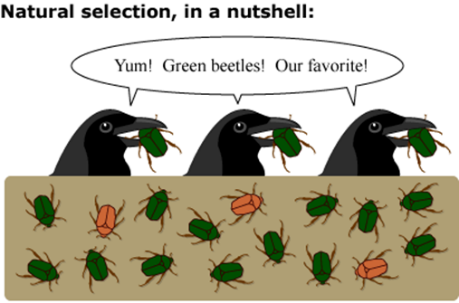 Natural selection, in a nutshell:
Yum! Green beetles! Our favorite!